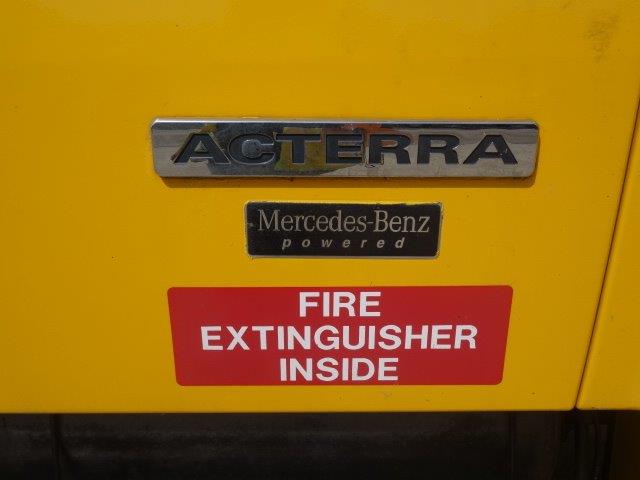 ACTERRA
Mercedes-Benz
powered
FIRE
EXTINGUISHER
INSIDE